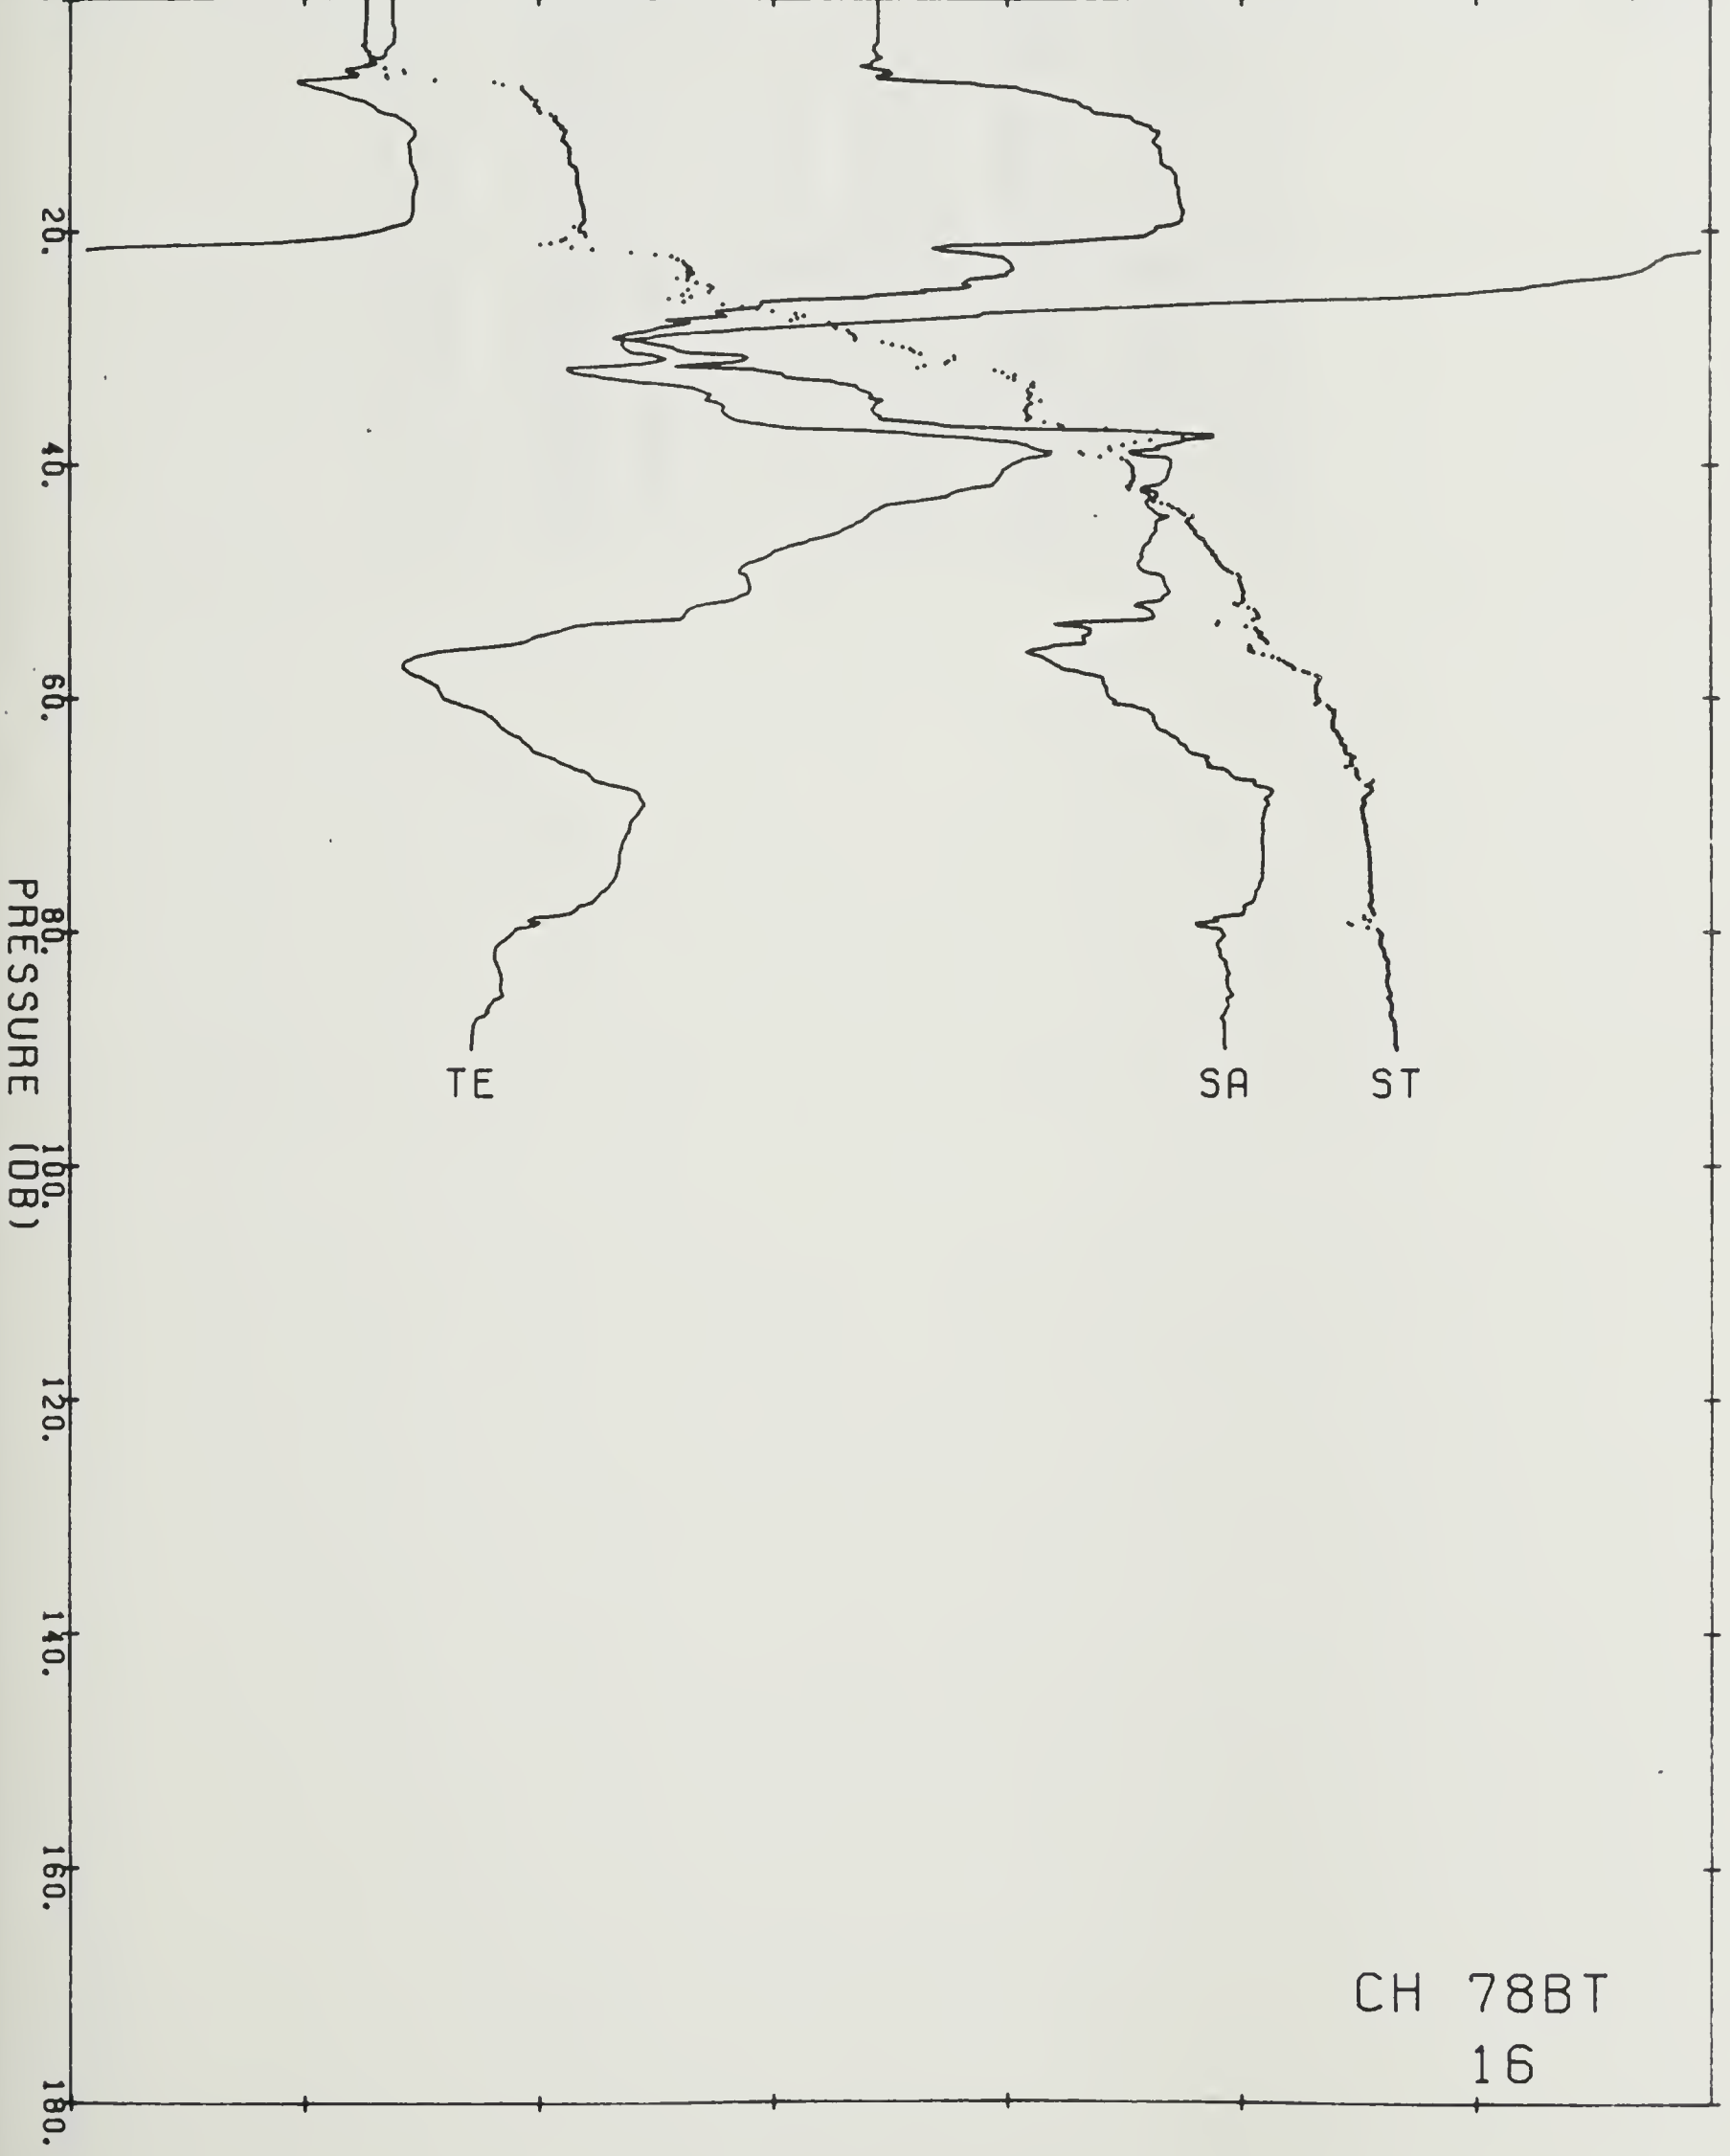 20.
40.
60.
80.
100.
120.
140.
160.
180.
PRESSURE (DB)
TE
SA
ST
CH 78BT
16